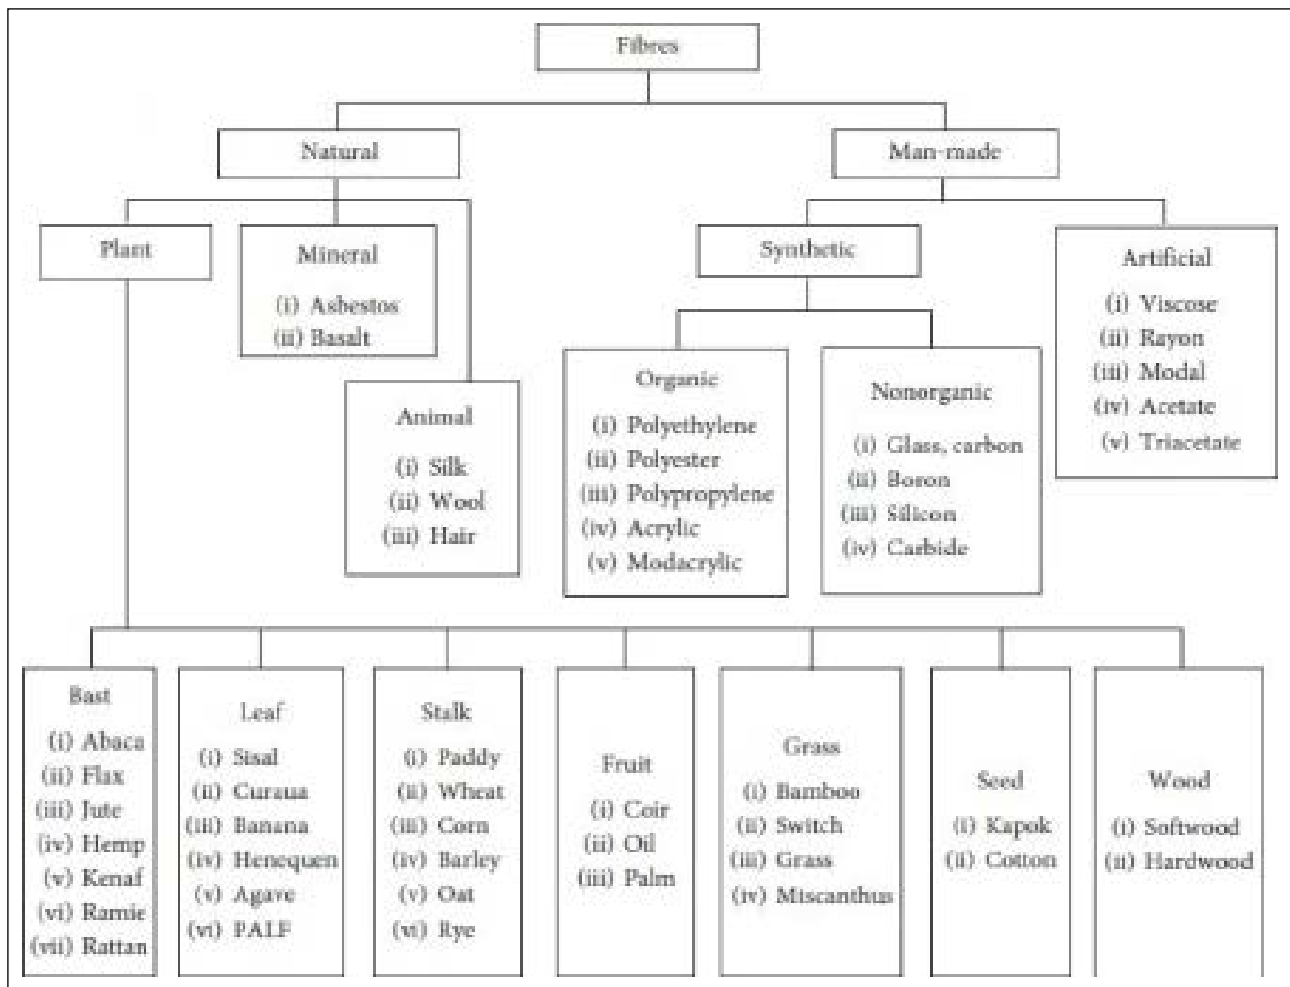 Fibres
Natural
Man-made
Plant
Mineral
(i) Asbestos
(ii) Basalt
Animal
(i) Silk
(ii) Wool
(iii) Hair
Synthetic
Organic
(i) Polyethylene
(ii) Polyester
(iii) Polypropylene
(iv) Acrylic
(v) Modacrylic
Nonorganic
(i) Glass, carbon
(ii) Boron
(iii) Silicon
(iv) Carbide
Artificial
(i) Viscose
(ii) Rayon
(iii) Modal
(iv) Acetate
(v) Triacetate
Bast
(i) Abaca
(ii) Flax
(iii) Jute
(iv) Hemp
(v) Kenaf
(vi) Ramie
(vii) Rattan
Leaf
(i) Sisal
(ii) Curaua
(iii) Banana
(iv) Henequen
(v) Agave
(vi) PALF
Stalk
(i) Paddy
(ii) Wheat
(iii) Corn
(iv) Barley
(v) Oat
(vi) Rye
Fruit
(i) Coir
(ii) Oil
(iii) Palm
Grass
(i) Bamboo
(ii) Switch
(iii) Grass
(iv) Miscanthus
Seed
(i) Kapok
(ii) Cotton
Wood
(i) Softwood
(ii) Hardwood